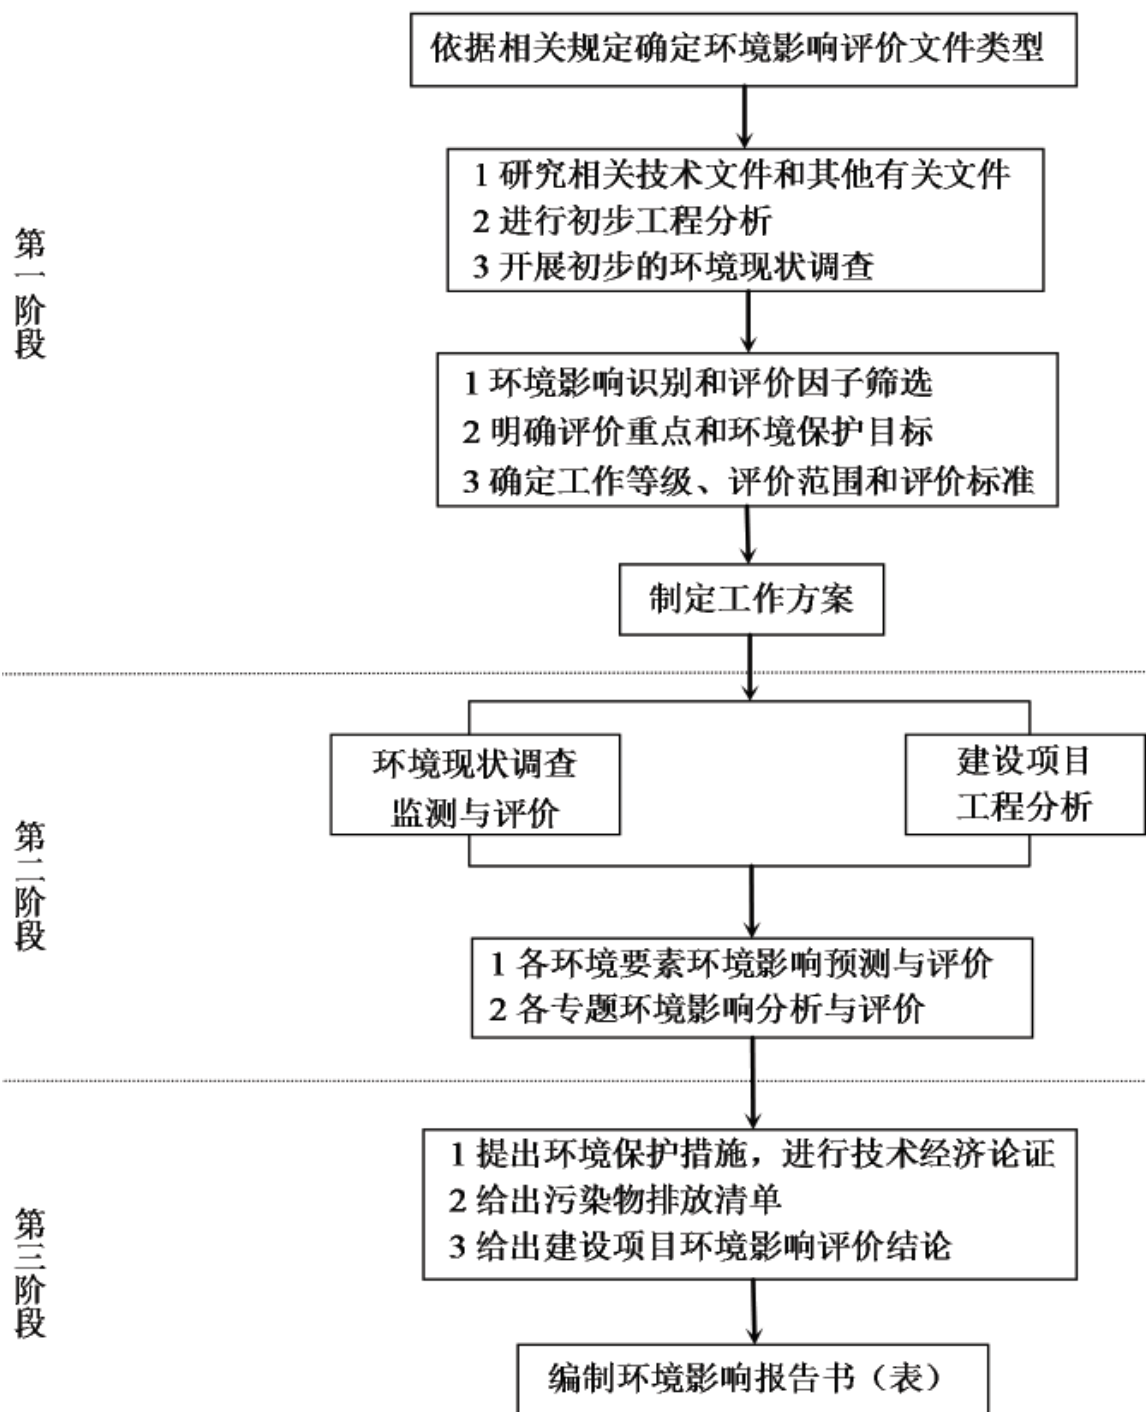 依据相关规定确定环境影响评价文件类型
1 研究相关技术文件和其他有关文件
2 进行初步工程分析
3 开展初步的环境现状调查
第一阶段
1 环境影响识别和评价因子筛选
2 明确评价重点和环境保护目标
3 确定工作等级、评价范围和评价标准
制定工作方案
环境现状调查
监测与评价
建设项目
工程分析
第二阶段
1 各环境要素环境影响预测与评价
2 各专题环境影响分析与评价
1 提出环境保护措施，进行技术经济论证
2 给出污染物排放清单
3 给出建设项目环境影响评价结论
第三阶段
编制环境影响报告书（表）